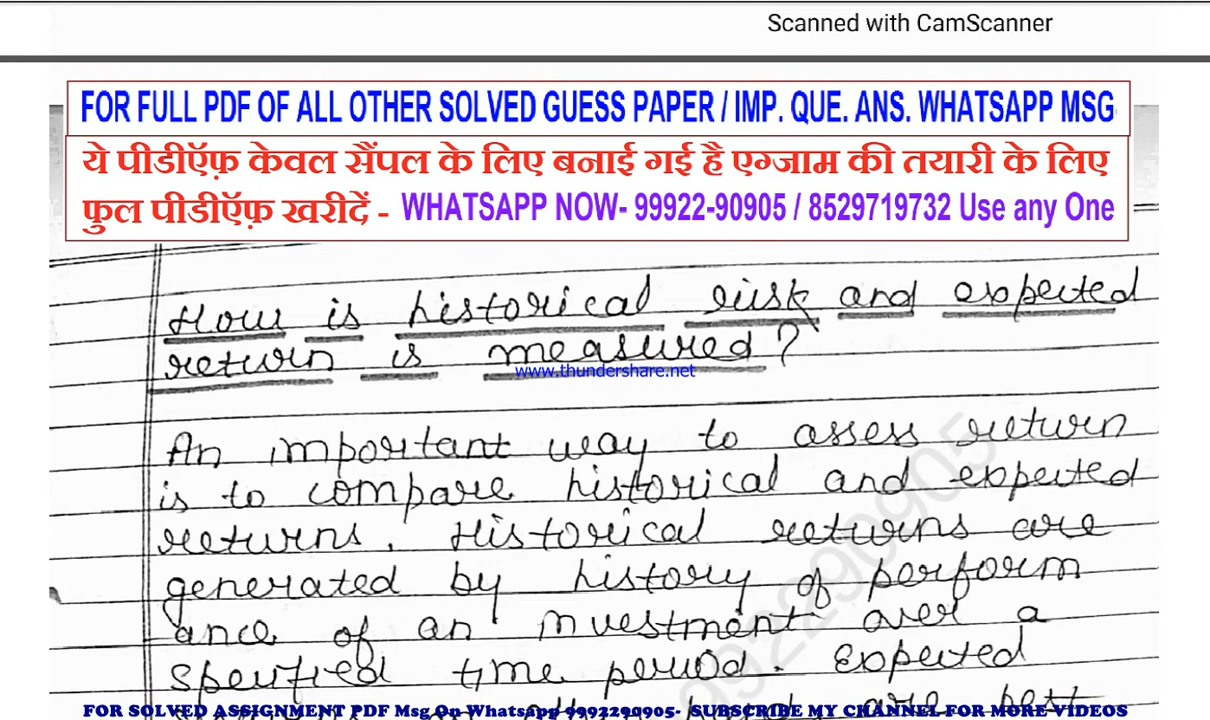 Scanned with CamScanner
FOR FULL PDF OF ALL OTHER SOLVED GUESS PAPER / IMP. QUE. ANS. WHATSAPP MSG
ये पीडीऍफ़ केवल सैंपल के लिए बनाई गई है एग्जाम की तयारी के लिए
फुल पीडीऍफ़ खरीदें - WHATSAPP NOW- 99922-90905 / 8529719732 Use any One
How is historical risk and expected
return is measured?
www.thundershare.net
An important way to assess return
is to compare historical and expected
returns. Historical returns are
generated by history of perform
ance of an investment over a
specified time period. Expected
are
FOR SOLVED ASSIGNMENT PDF Msg On Whatsapp 9992290905- SUBSCRIBE MY CHANNEL FOR MORE VIDEOS
9992290905